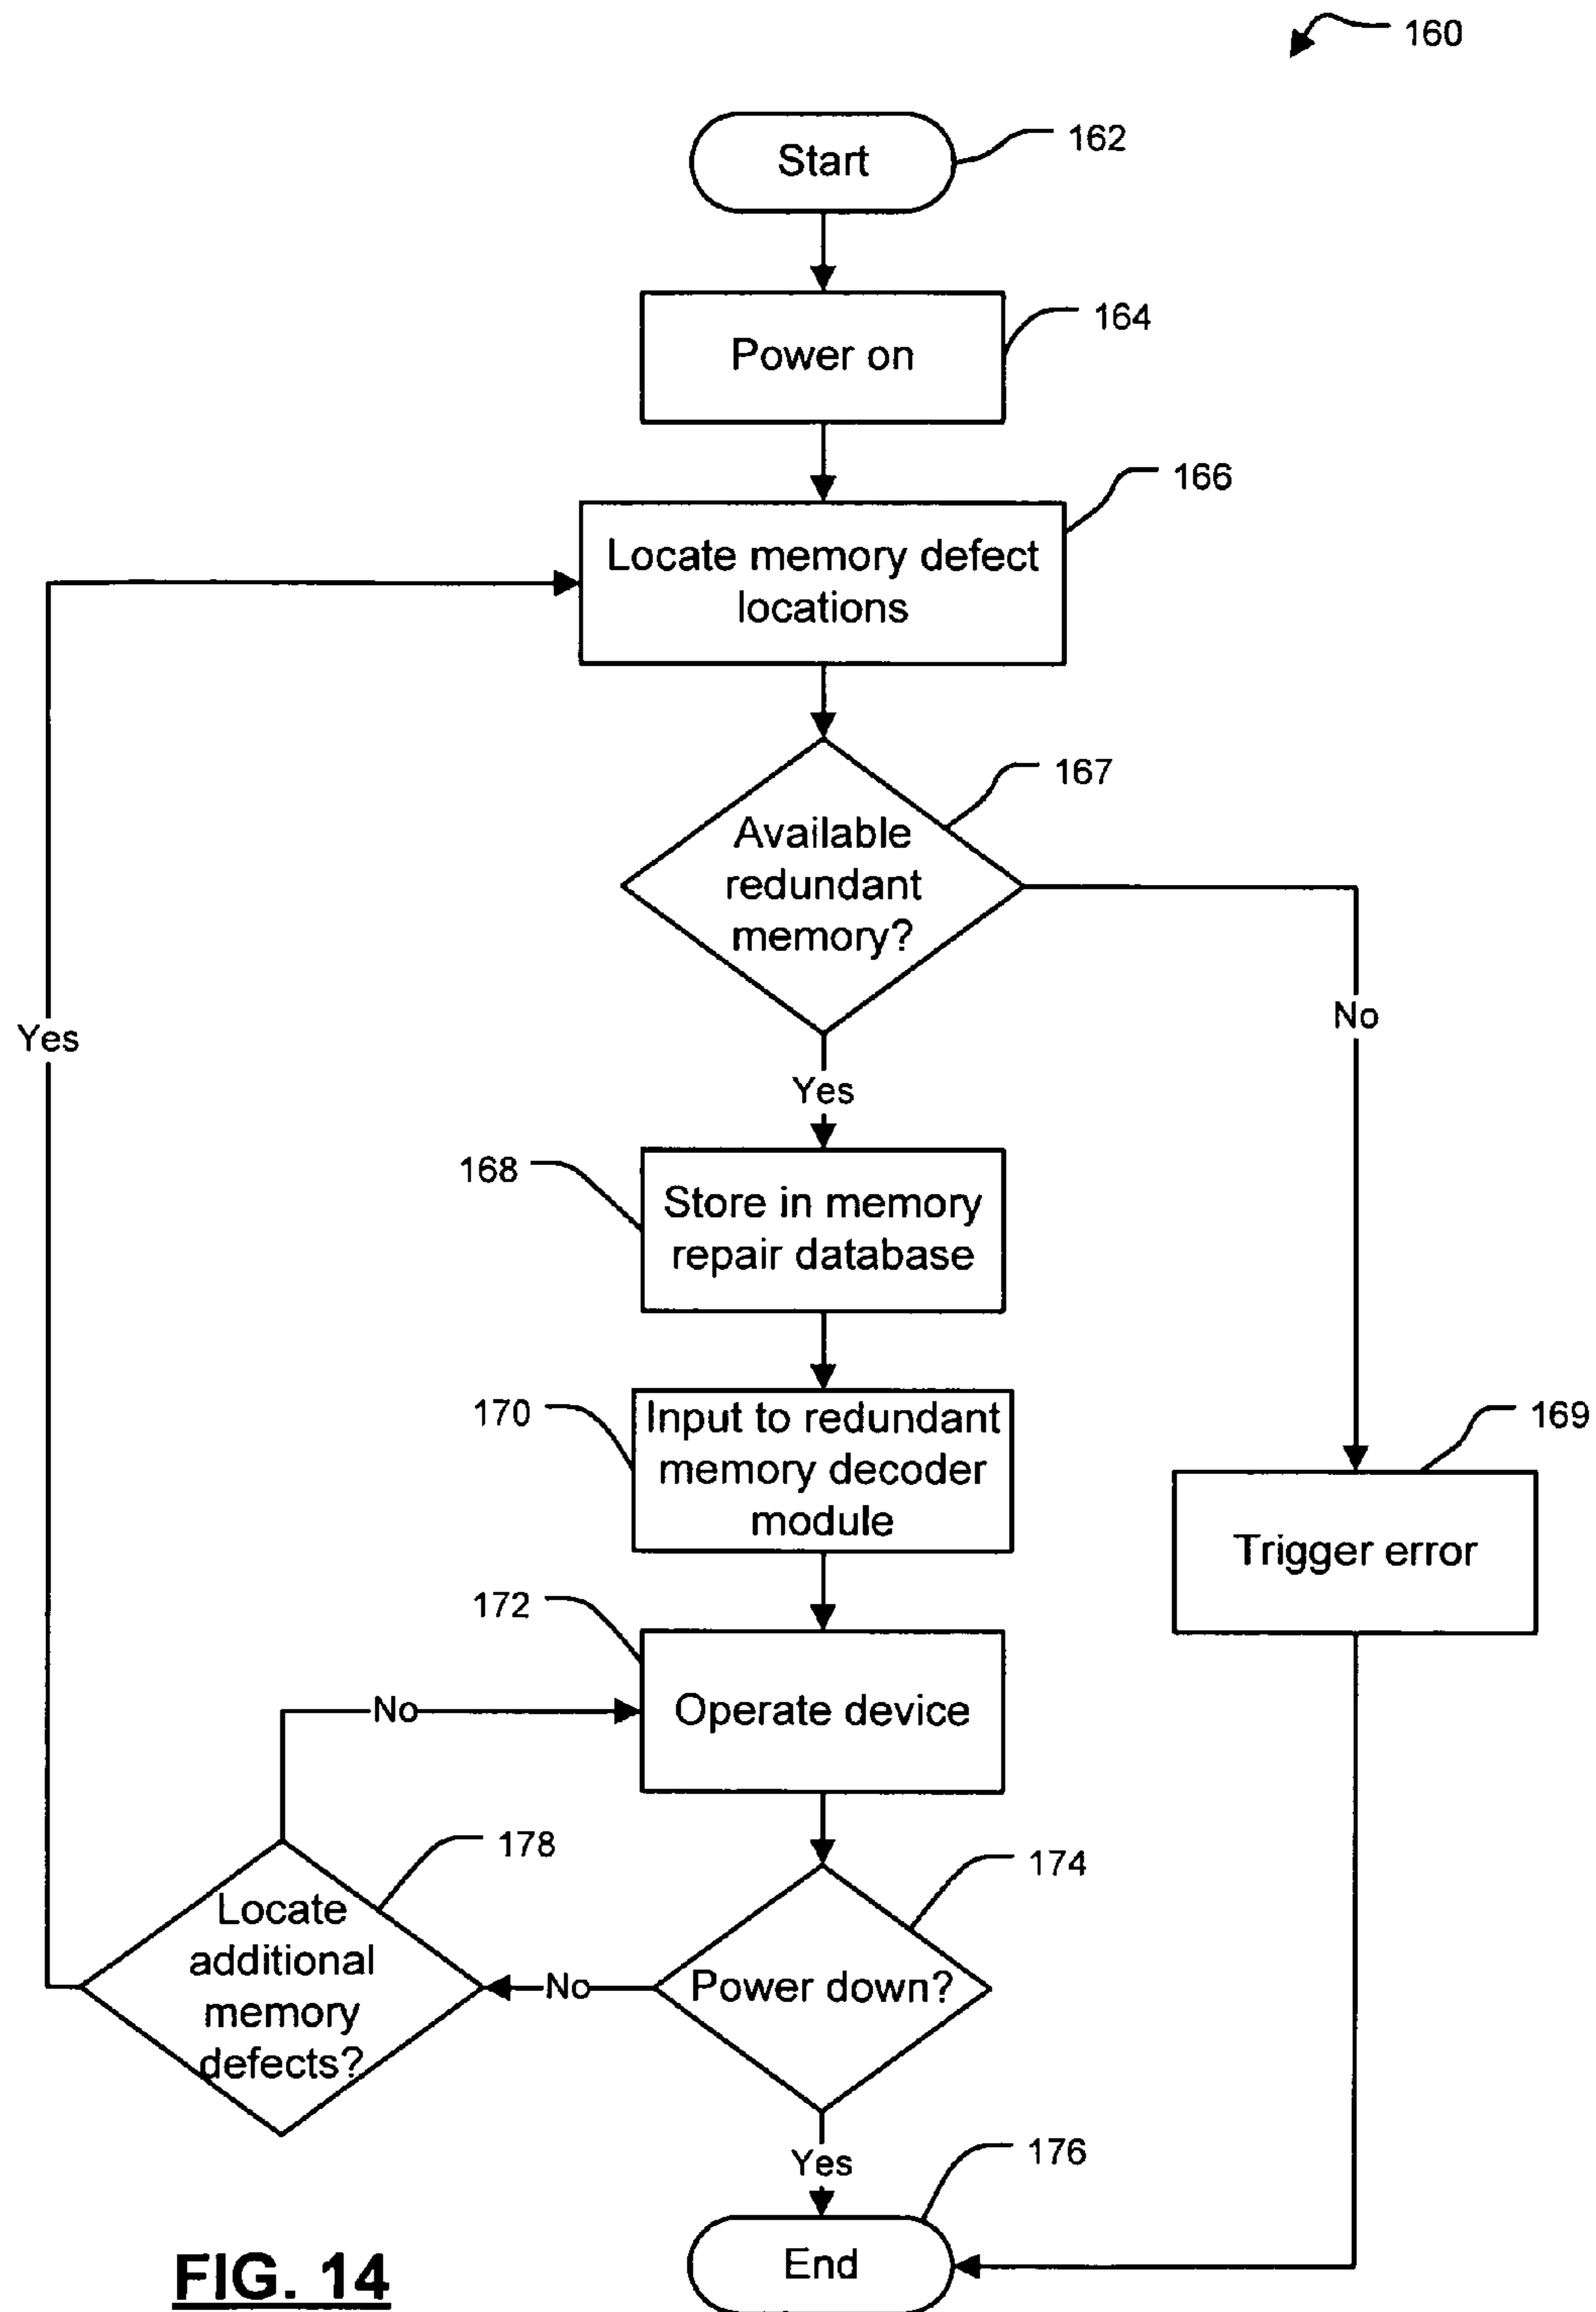 160
Start
162
Power on
164
Locate memory defect
locations
166
Available
redundant
memory?
167
No
Yes
Yes
168
Store in memory
repair database
170
Input to redundant
memory decoder
module
169
Trigger error
172
Operate device
No
178
Locate
additional
memory
defects?
174
Power down?
No
Yes
176
End
FIG. 14